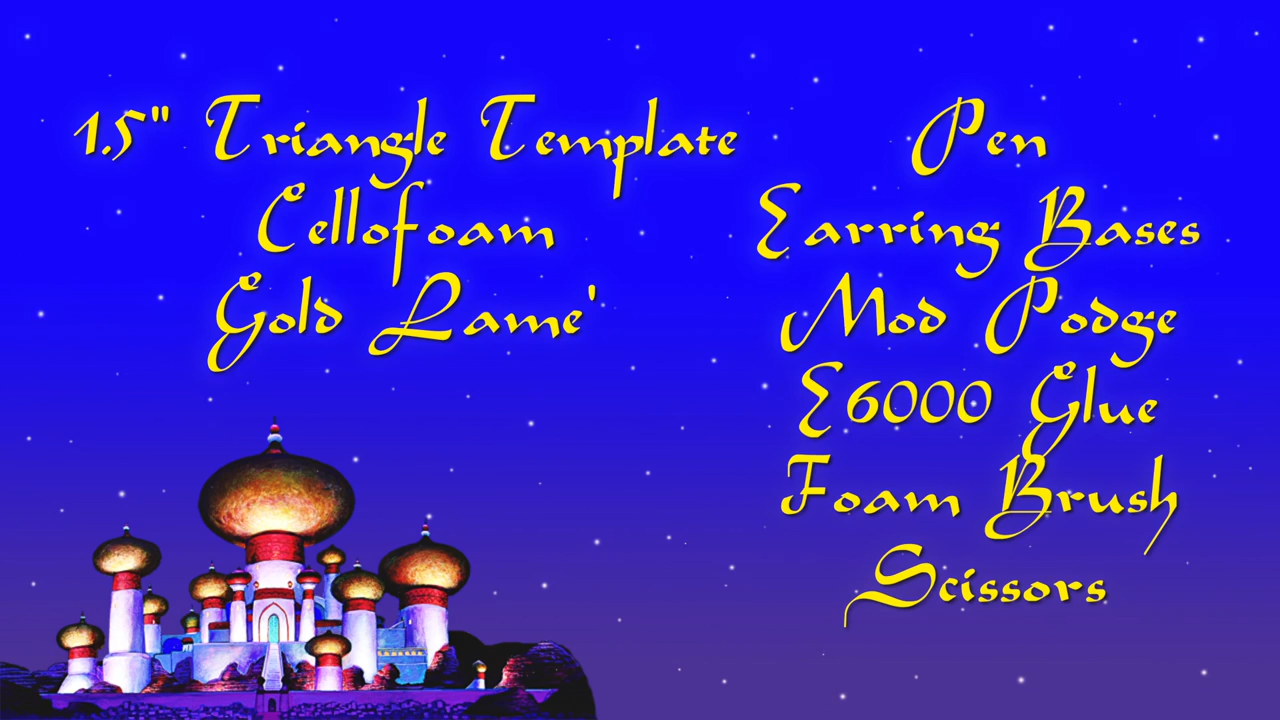 1.5" Triangle Template
Cellofoam
Gold Lame'
Pen
Earring Bases
Mod Podge
E6000 Glue
Foam Brush
Scissors